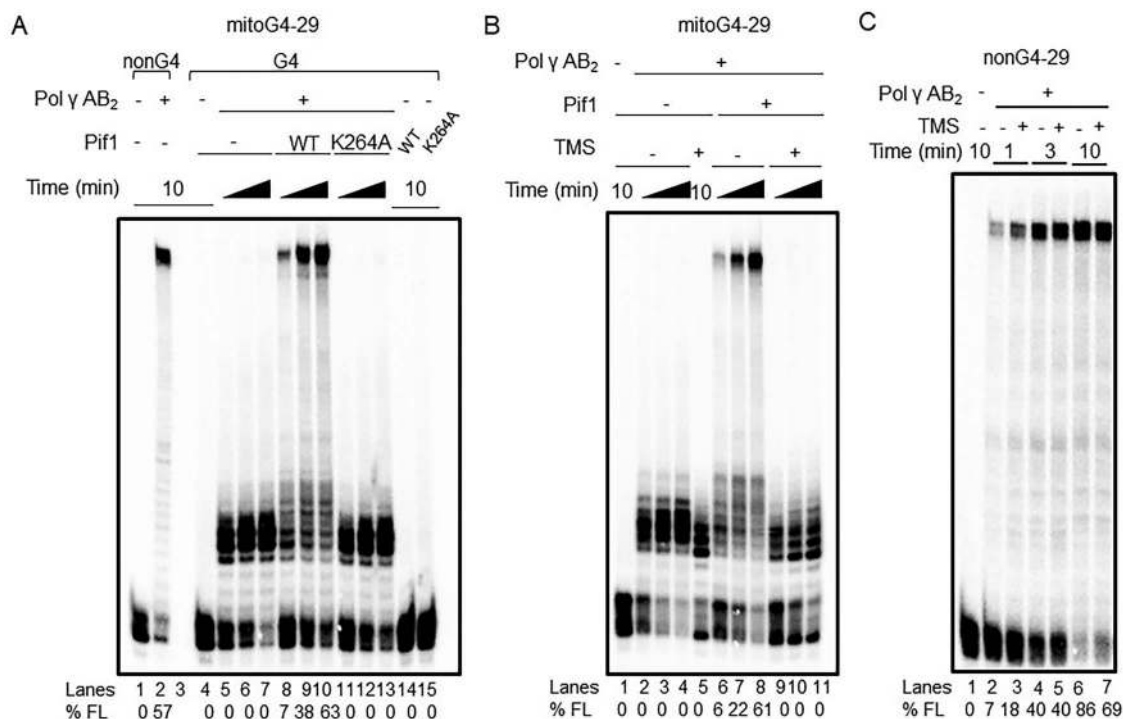 A
mitoG4-29
nonG4 G4
Pol γ AB2 - + - + - -
Pif1 - - - WT K264A WT K264A
Time (min) 10 10
Lanes 1 2 3 4 5 6 7 8 9 10 11 12 13 14 15
% FL 0 57 0 0 0 0 7 38 63 0 0 0 0 0
B
mitoG4-29
Pol γ AB2 - +
Pif1 - +
TMS - + - +
Time (min) 10 10
Lanes 1 2 3 4 5 6 7 8 9 10 11
% FL 0 0 0 0 0 6 22 61 0 0 0
C
nonG4-29
Pol γ AB2 - +
TMS - - + - + - +
Time (min) 10 1 3 10
Lanes 1 2 3 4 5 6 7
% FL 0 7 18 40 40 86 69